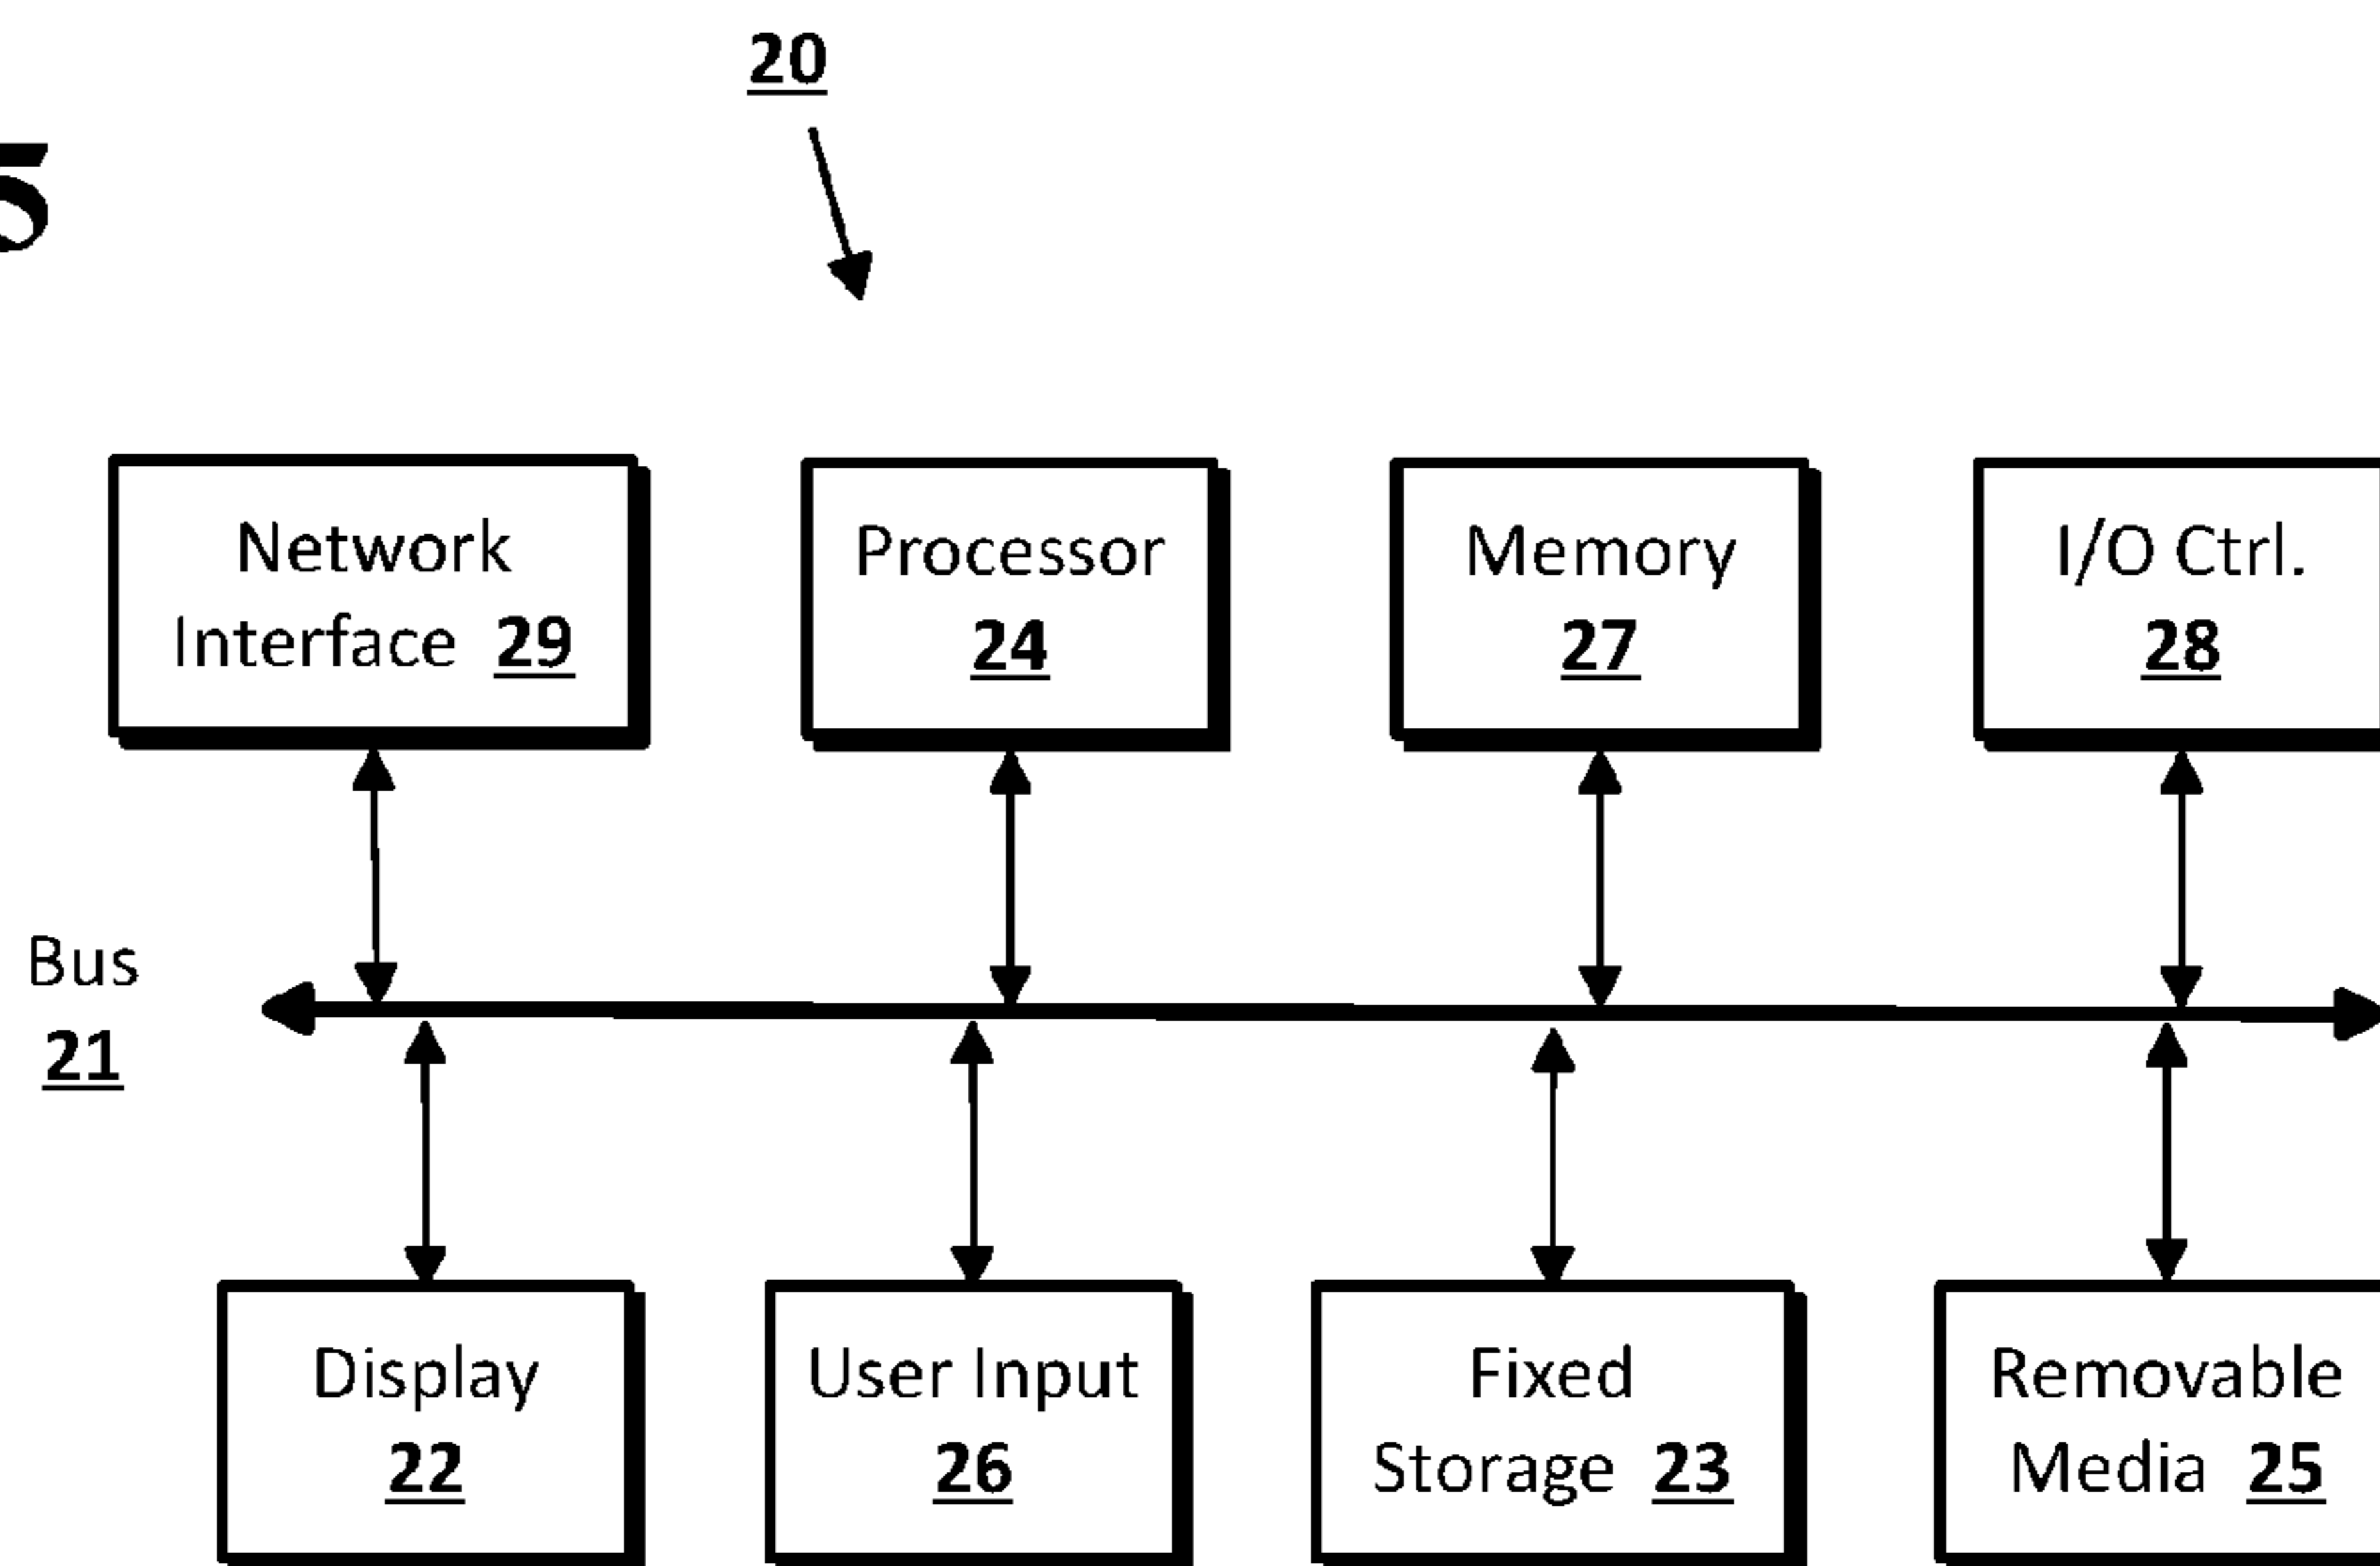 20
5
Network
Interface 29
Processor
24
Memory
27
I/O Ctrl.
28
Bus
21
Display
22
User Input
26
Fixed
Storage 23
Removable
Media 25